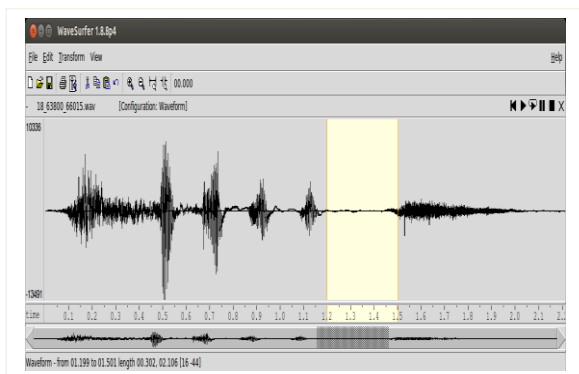 WaveSurfer 1.8.8p4
File Edit Transform View Help
00.000
- 18_63800_66015.wav [Configuration: Waveform]
10336
-13491
time 0.1 0.2 0.3 0.4 0.5 0.6 0.7 0.8 0.9 1.0 1.1 1.2 1.3 1.4 1.5 1.6 1.7 1.8 1.9 2.0 2.1 2.
Waveform - from 01.199 to 01.501 length 00.302, 02.106 [16 -44]